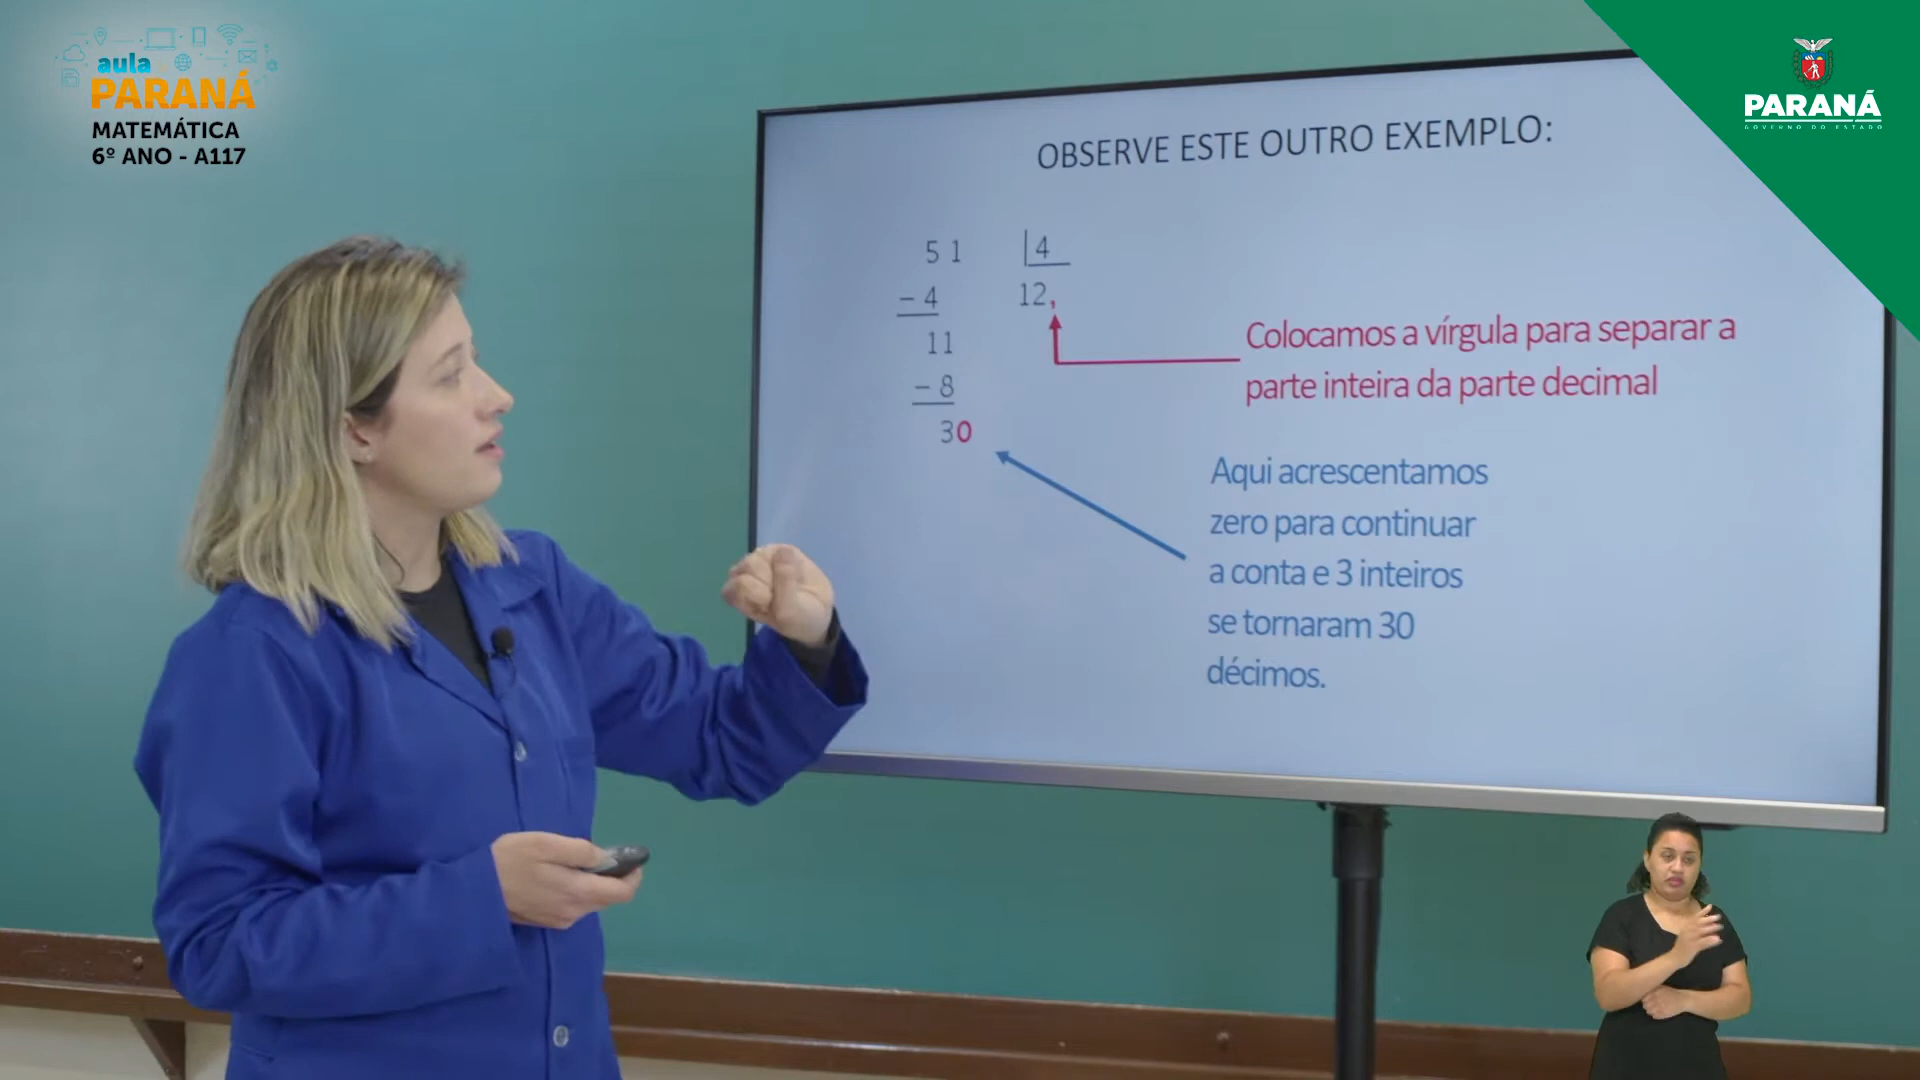 aula
PARANÁ
MATEMÁTICA
6º ANO - A117
PARANÁ
GOVERNO DO ESTADO
OBSERVE ESTE OUTRO EXEMPLO:
5 1 4
- 4 12,
11
- 8
30
Colocamos a vírgula para separar a
parte inteira da parte decimal
Aqui acrescentamos
zero para continuar
a conta e 3 inteiros
se tornaram 30
décimos.